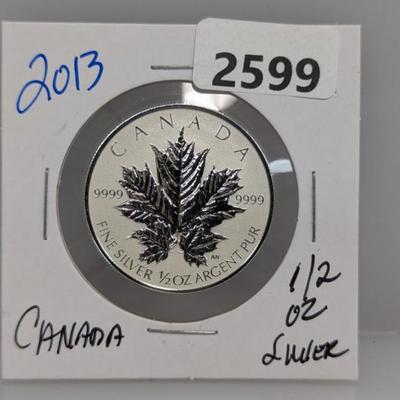 2013
2599
CANADA
9999 9999
FINE SILVER 1/2 OZ ARGENT PUR
CANADA
1/2
OZ
Silver